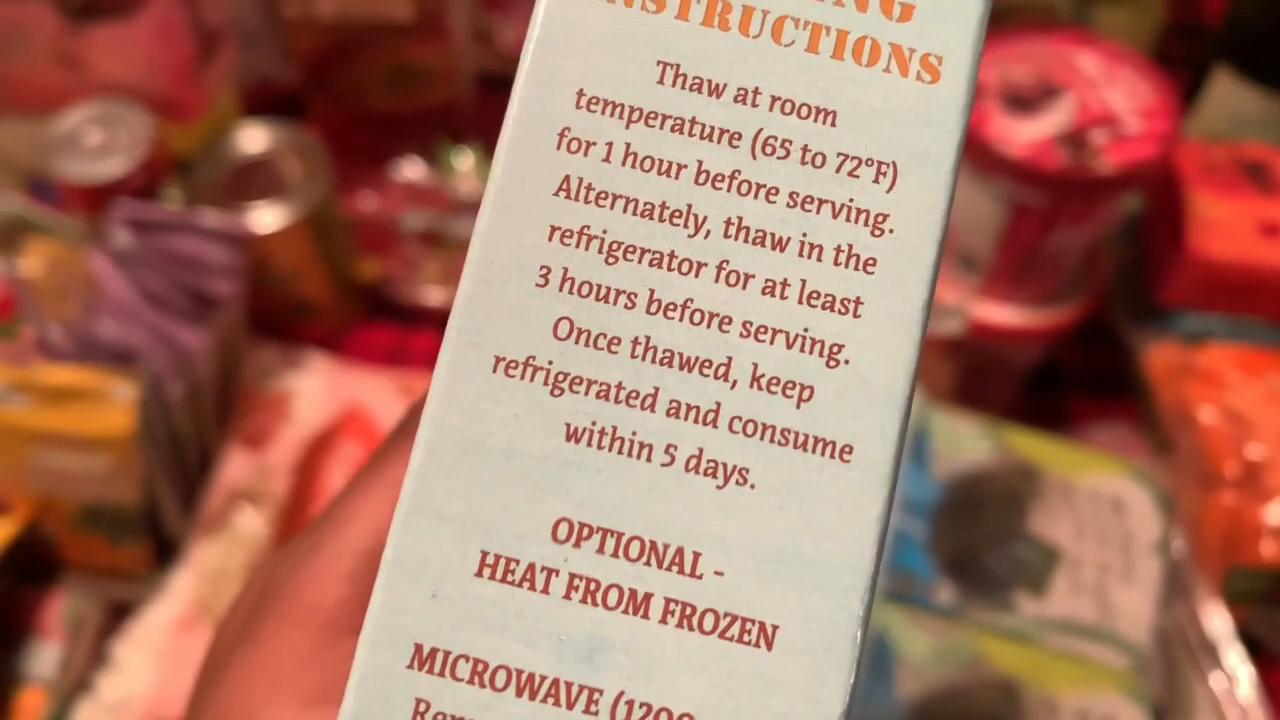 INSTRUCTIONS
Thaw at room
temperature (65 to 72°F)
for 1 hour before serving.
Alternately, thaw in the
refrigerator for at least
3 hours before serving.
Once thawed, keep
refrigerated and consume
within 5 days.
OPTIONAL -
HEAT FROM FROZEN
MICROWAVE (1200